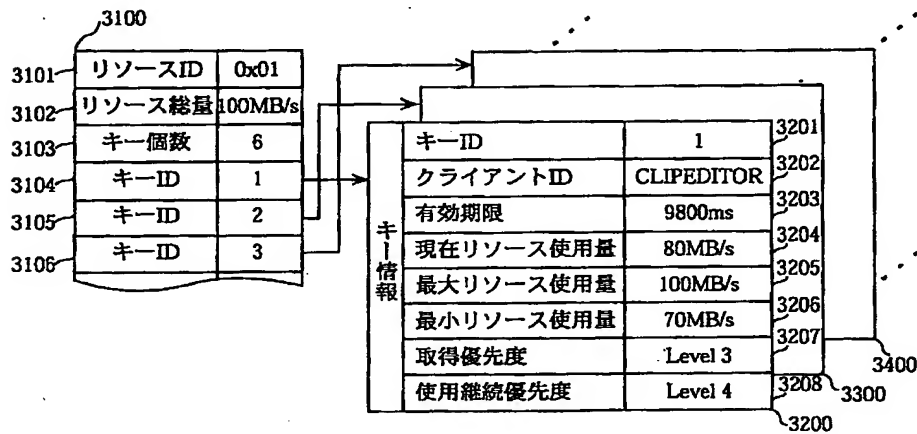 3100
3101 リソースID 0x01
3102 リソース総量 100MB/s
3103 キー個数 6
3104 キーID 1
3105 キーID 2
3106 キーID 3
キー情報
キーID 1 3201
クライアントID CLIPEDITOR 3202
有効期限 9800ms 3203
現在リソース使用量 80MB/s 3204
最大リソース使用量 100MB/s 3205
最小リソース使用量 70MB/s 3206
取得優先度 Level 3 3207
使用継続優先度 Level 4 3208
3200
3300
3400